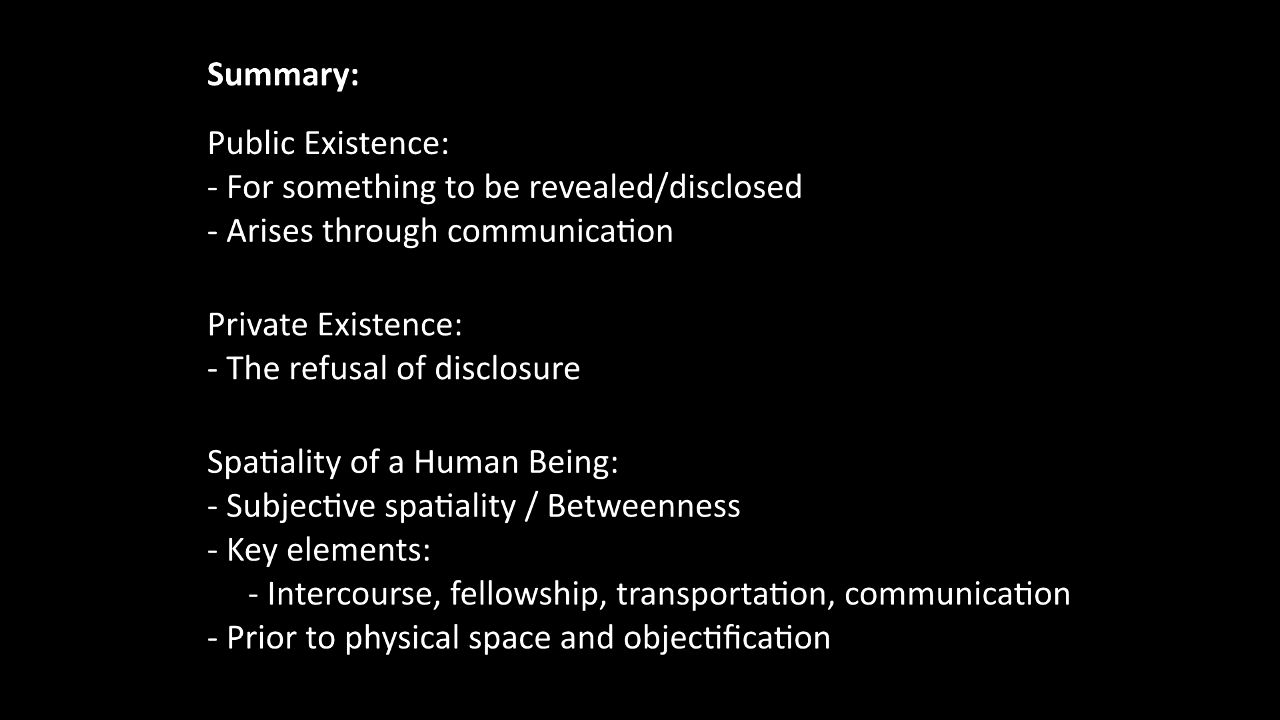 Summary:
Public Existence:
- For something to be revealed/disclosed
- Arises through communication
Private Existence:
- The refusal of disclosure
Spatiality of a Human Being:
- Subjective spatiality / Betweenness
- Key elements:
- Intercourse, fellowship, transportation, communication
- Prior to physical space and objectification